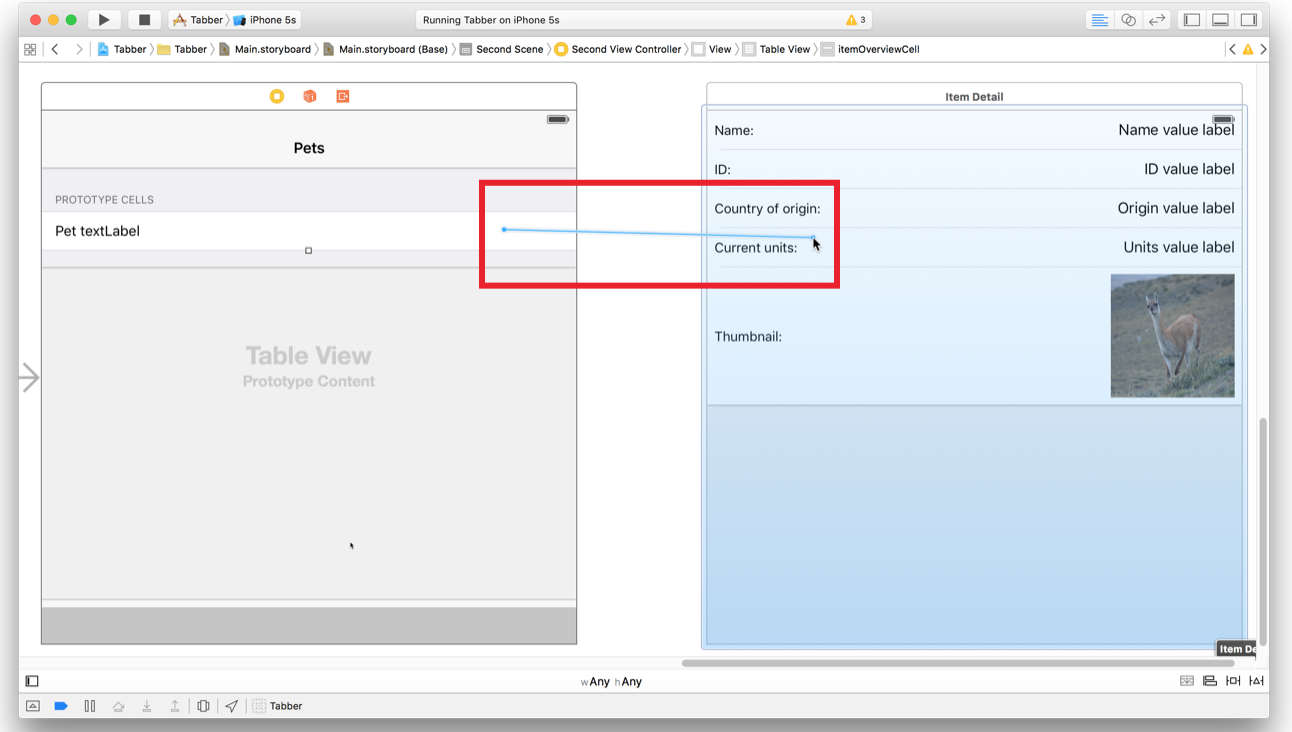 Tabber iPhone 5s Running Tabber on iPhone 5s 3
Tabber Tabber Main.storyboard Main.storyboard (Base) Second Scene Second View Controller View Table View itemOverviewCell
Item Detail
Pets
PROTOTYPE CELLS
Pet textLabel
Table View
Prototype Content
Name: Name value label
ID: ID value label
Country of origin: Origin value label
Current units: Units value label
Thumbnail:
Item De
wAny hAny
Tabber